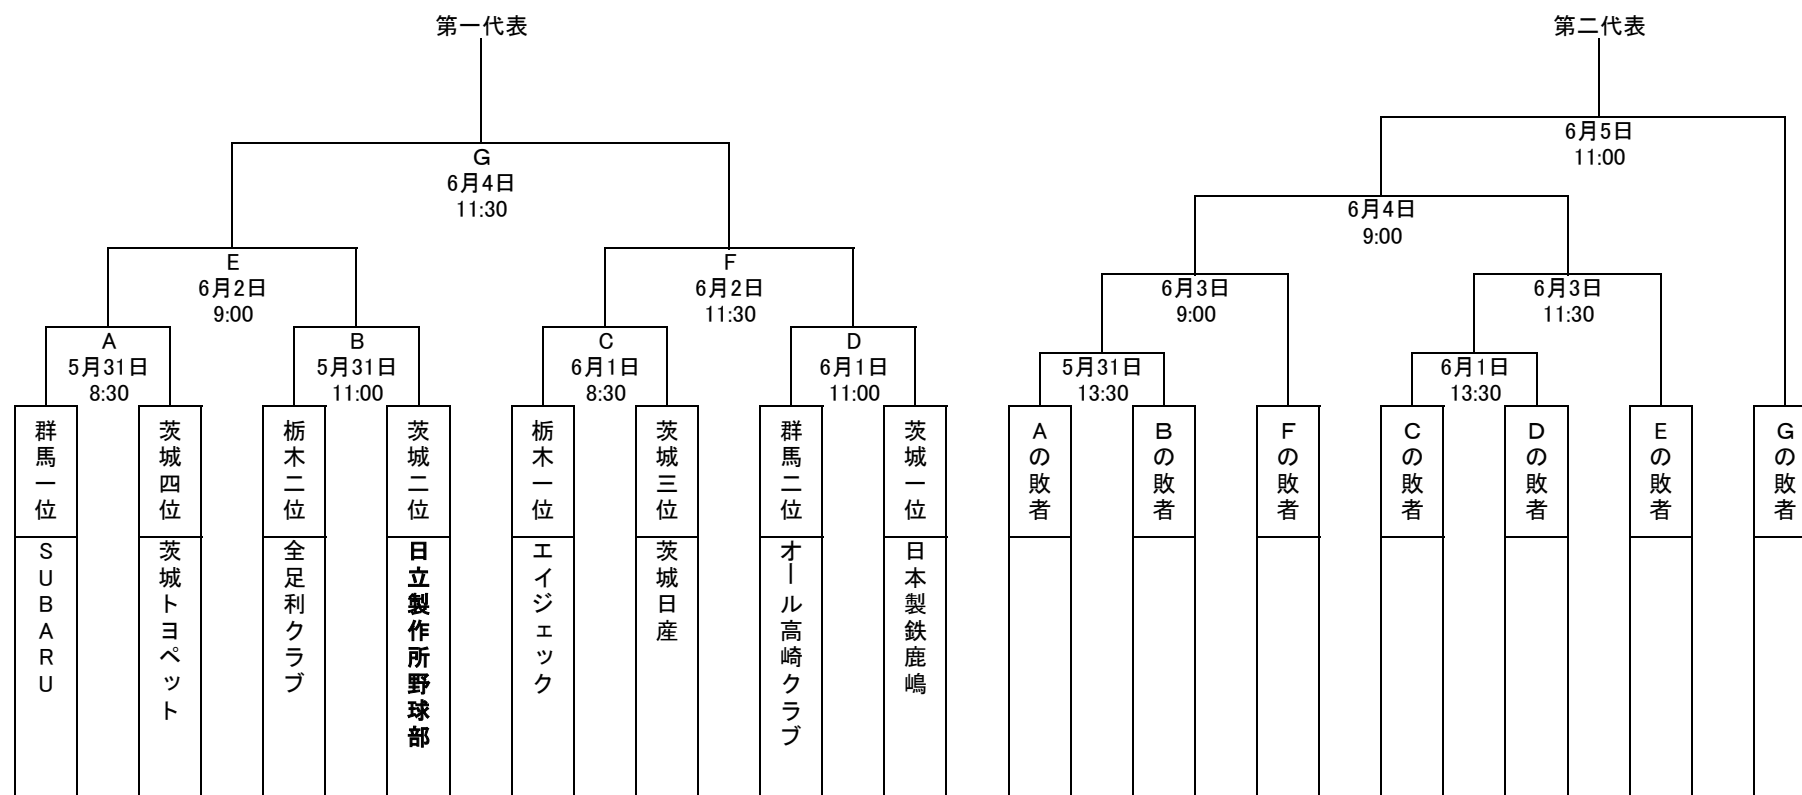 第一代表
第二代表
G
6月4日
11:30
E
6月2日
9:00
F
6月2日
11:30
A
5月31日
8:30
B
5月31日
11:00
C
6月1日
8:30
D
6月1日
11:00
6月5日
11:00
6月4日
9:00
6月3日
9:00
6月3日
11:30
5月31日
13:30
6月1日
13:30
群馬一位
SUBARU
茨城四位
茨城トヨペット
栃木二位
全足利クラブ
茨城二位
日立製作所野球部
栃木一位
エイジェック
茨城三位
茨城日産
群馬二位
オール高崎クラブ
茨城一位
日本製鉄鹿嶋
Aの敗者
Bの敗者
Fの敗者
Cの敗者
Dの敗者
Eの敗者
Gの敗者